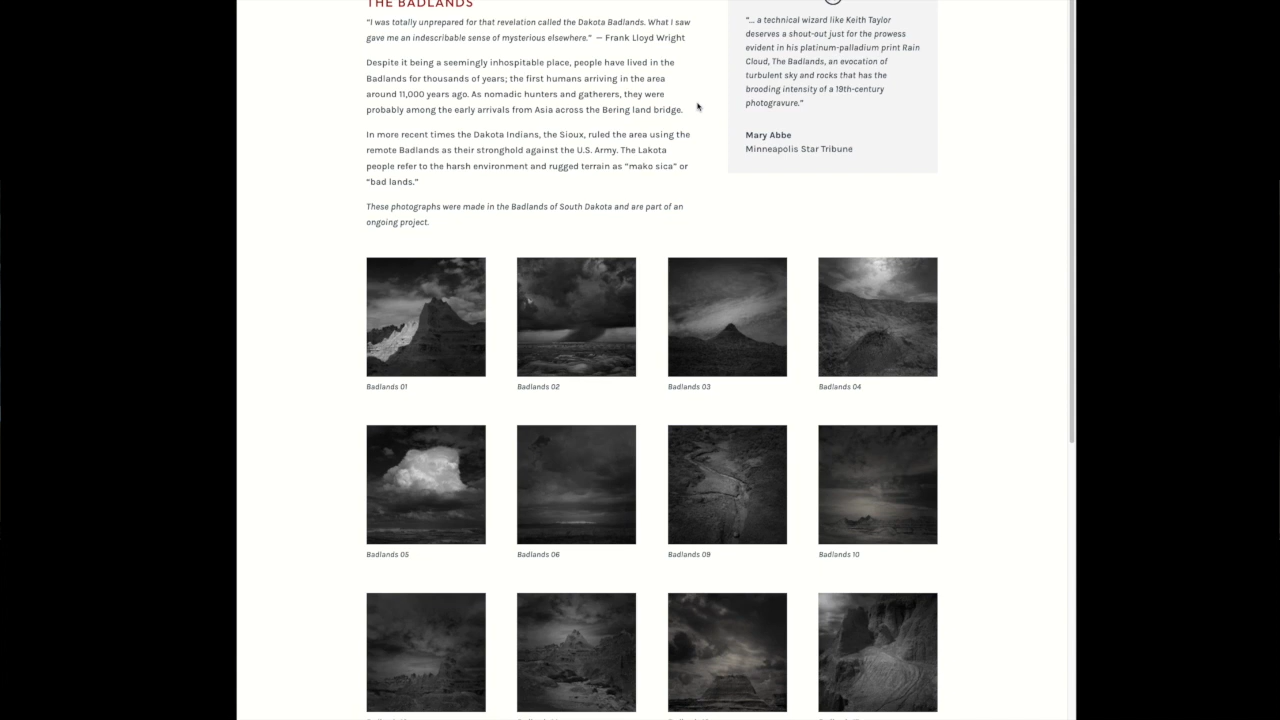 THE BADLANDS
“I was totally unprepared for that revelation called the Dakota Badlands. What I saw
gave me an indescribable sense of mysterious elsewhere.” — Frank Lloyd Wright
Despite it being a seemingly inhospitable place, people have lived in the
Badlands for thousands of years; the first humans arriving in the area
around 11,000 years ago. As nomadic hunters and gatherers, they were
probably among the early arrivals from Asia across the Bering land bridge.
In more recent times the Dakota Indians, the Sioux, ruled the area using the
remote Badlands as their stronghold against the U.S. Army. The Lakota
people refer to the harsh environment and rugged terrain as “mako sica” or
“bad lands.”
These photographs were made in the Badlands of South Dakota and are part of an
ongoing project.
“... a technical wizard like Keith Taylor
deserves a shout-out just for the prowess
evident in his platinum-palladium print Rain
Cloud, The Badlands, an evocation of
turbulent sky and rocks that has the
brooding intensity of a 19th-century
photogravure.”
Mary Abbe
Minneapolis Star Tribune
Badlands 01
Badlands 02
Badlands 03
Badlands 04
Badlands 05
Badlands 06
Badlands 09
Badlands 10